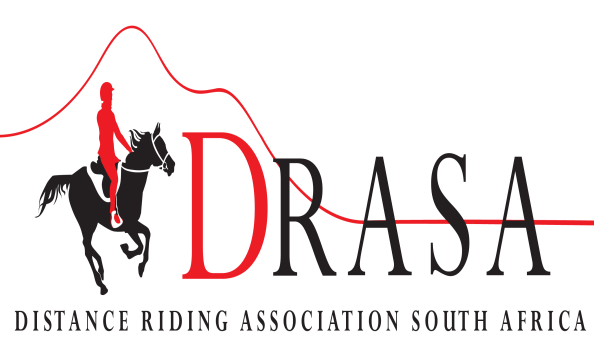 DRASA
DISTANCE RIDING ASSOCIATION SOUTH AFRICA